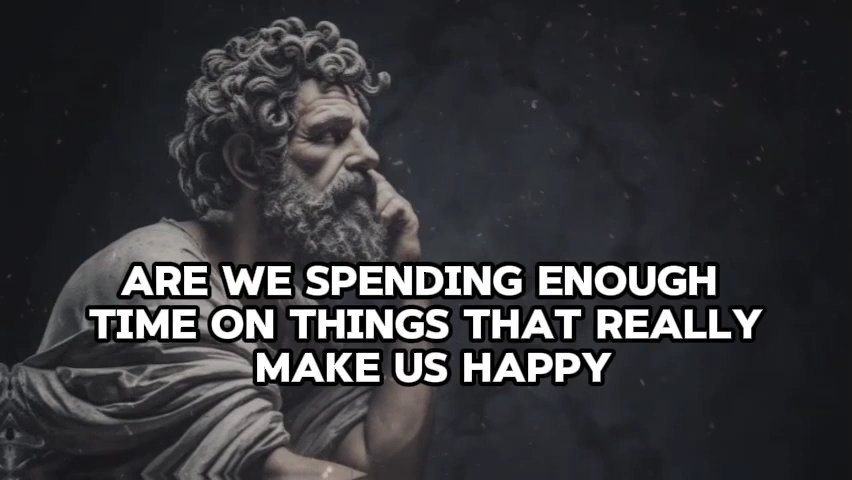 ARE WE SPENDING ENOUGH
TIME ON THINGS THAT REALLY
MAKE US HAPPY